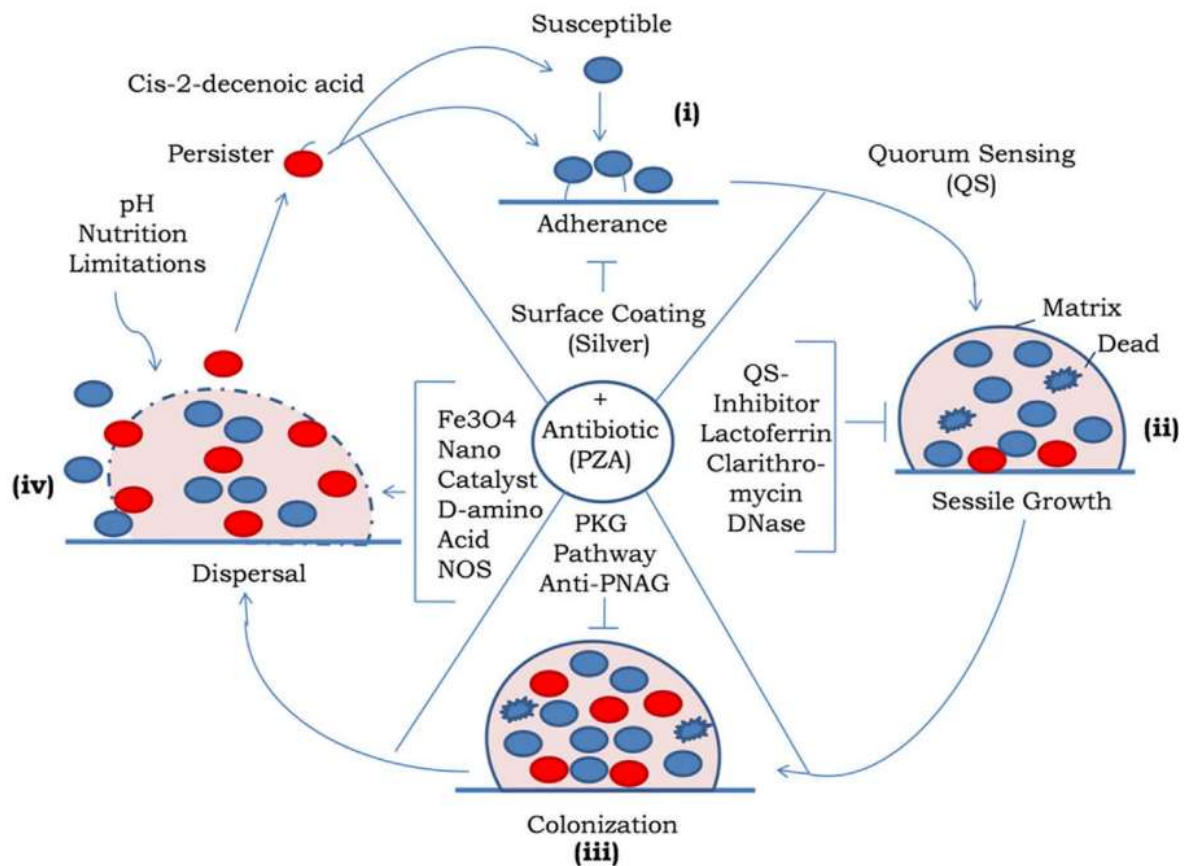 Susceptible
Cis-2-decenoic acid
(i)
Persister
Quorum Sensing
(QS)
pH
Nutrition
Limitations
Adherance
Surface Coating
(Silver)
Matrix
Dead
QS-
Inhibitor
Lactoferrin
Clarithro-
mycin
DNase
(ii)
Sessile Growth
+
Antibiotic
(PZA)
Fe3O4
Nano
Catalyst
D-amino
Acid
NOS
(iv)
Dispersal
PKG
Pathway
Anti-PNAG
Colonization
(iii)